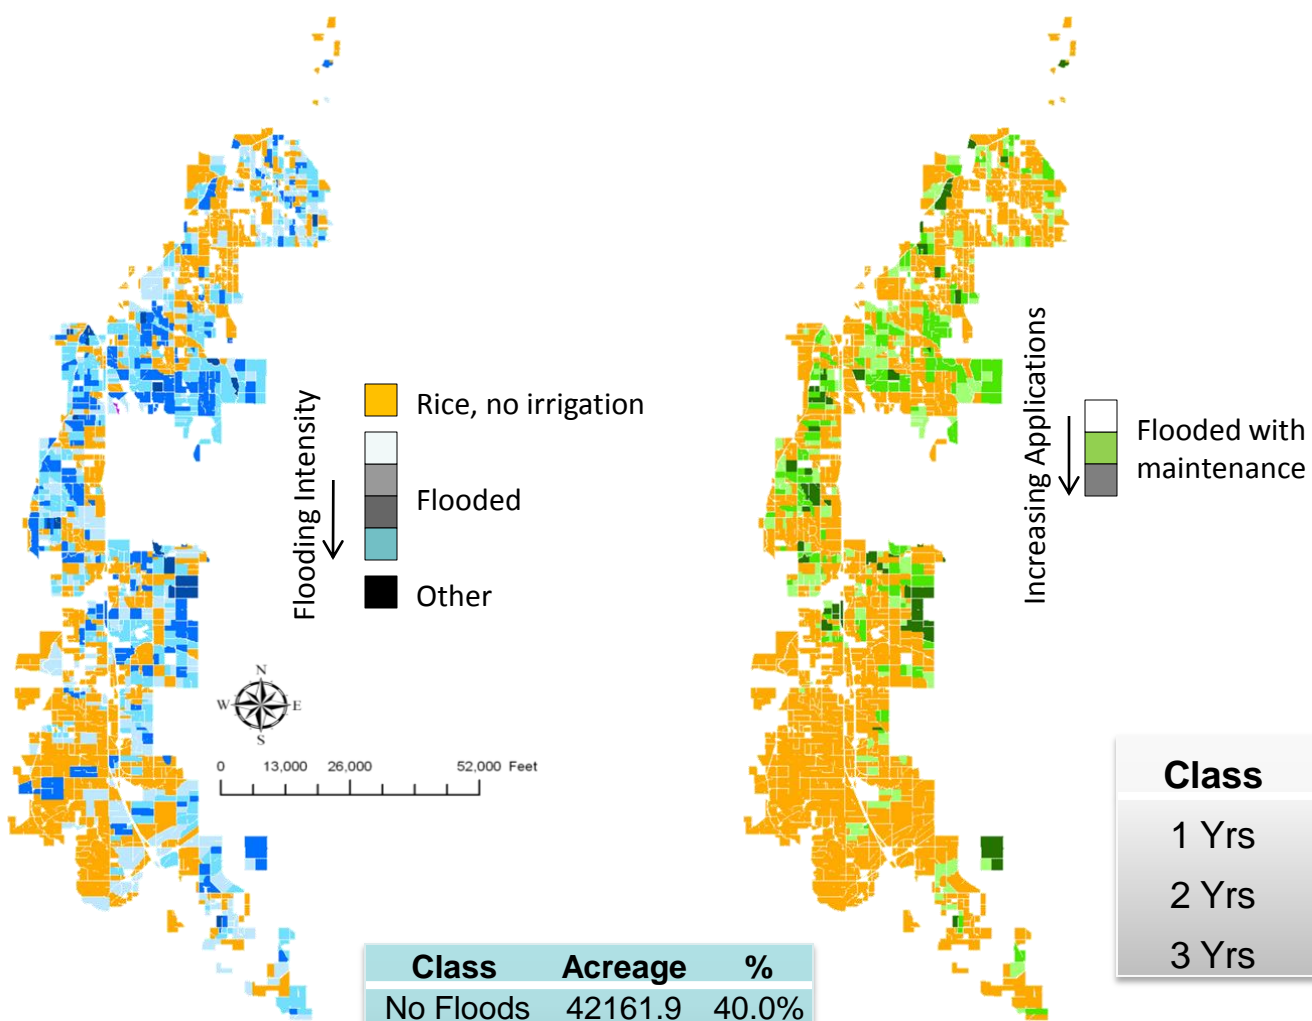 Flooding Intensity
Rice, no irrigation
Flooded
Other
N
W E
S
0 13,000 26,000 52,000 Feet
Increasing Applications
Flooded with
maintenance
Class
1 Yrs
2 Yrs
3 Yrs
Class Acreage %
No Floods 42161.9 40.0%